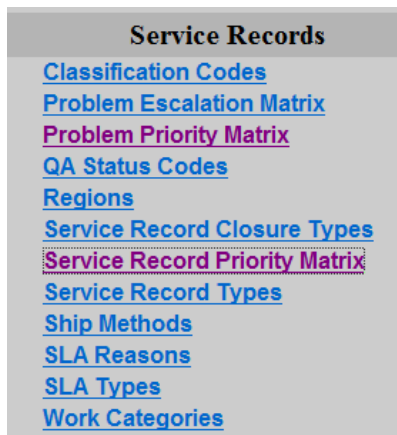 Service Records
Classification Codes
Problem Escalation Matrix
Problem Priority Matrix
QA Status Codes
Regions
Service Record Closure Types
Service Record Priority Matrix
Service Record Types
Ship Methods
SLA Reasons
SLA Types
Work Categories